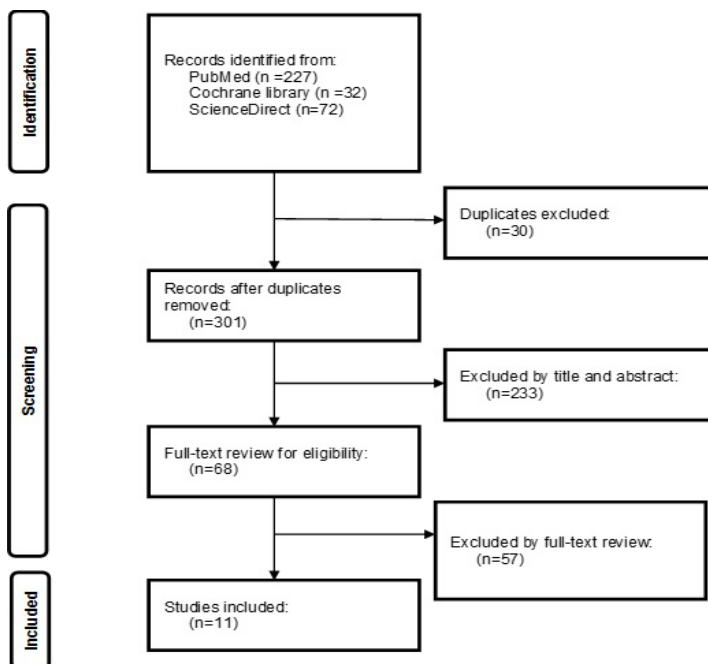 Identification
Records identified from:
PubMed (n =227)
Cochrane library (n =32)
ScienceDirect (n=72)
Duplicates excluded:
(n=30)
Screening
Records after duplicates
removed:
(n=301)
Excluded by title and abstract:
(n=233)
Full-text review for eligibility:
(n=68)
Excluded by full-text review:
(n=57)
Included
Studies included:
(n=11)